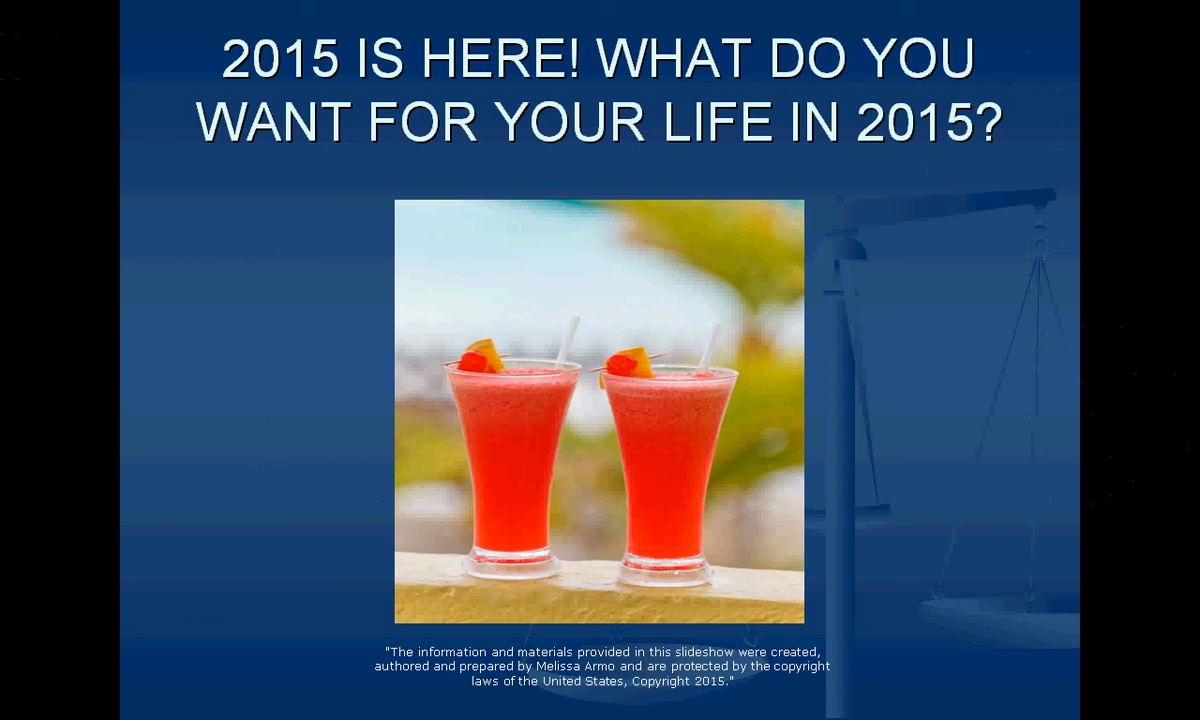 2015 IS HERE! WHAT DO YOU
WANT FOR YOUR LIFE IN 2015?
"The information and materials provided in this slideshow were created,
authored and prepared by Melissa Armo and are protected by the copyright
laws of the United States, Copyright 2015."